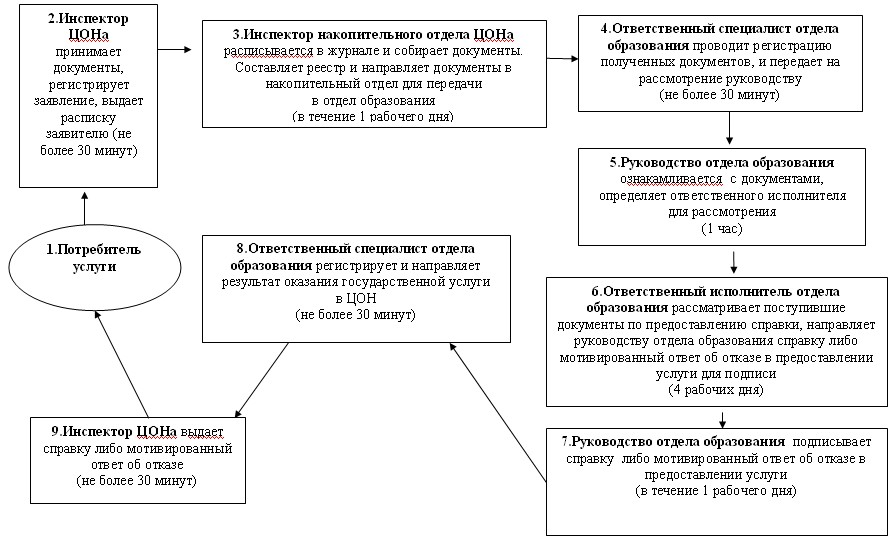 1.Потребитель
услуги
2.Инспектор
ЦОНа
принимает
документы,
регистрирует
заявление, выдает
расписку
заявителю (не
более 30 минут)
3.Инспектор накопительного отдела ЦОНа
расписывается в журнале и собирает документы.
Составляет реестр и направляет документы в
накопительный отдел для передачи
в отдел образования
(в течение 1 рабочего дня)
4.Ответственный специалист отдела
образования проводит регистрацию
полученных документов, и передает на
рассмотрение руководству
(не более 30 минут)
5.Руководство отдела образования
ознакамливается с документами,
определяет ответственного исполнителя
для рассмотрения
(1 час)
6.Ответственный исполнитель отдела
образования рассматривает поступившие
документы по предоставлению справки, направляет
руководству отдела образования справку либо
мотивированный ответ об отказе в предоставлении
услуги для подписи
(4 рабочих дня)
7.Руководство отдела образования подписывает
справку либо мотивированный ответ об отказе в
предоставлении услуги
(в течение 1 рабочего дня)
8.Ответственный специалист отдела
образования регистрирует и направляет
результат оказания государственной услуги
в ЦОН
(не более 30 минут)
9.Инспектор ЦОНа выдает
справку либо мотивированный
ответ об отказе
(не более 30 минут)